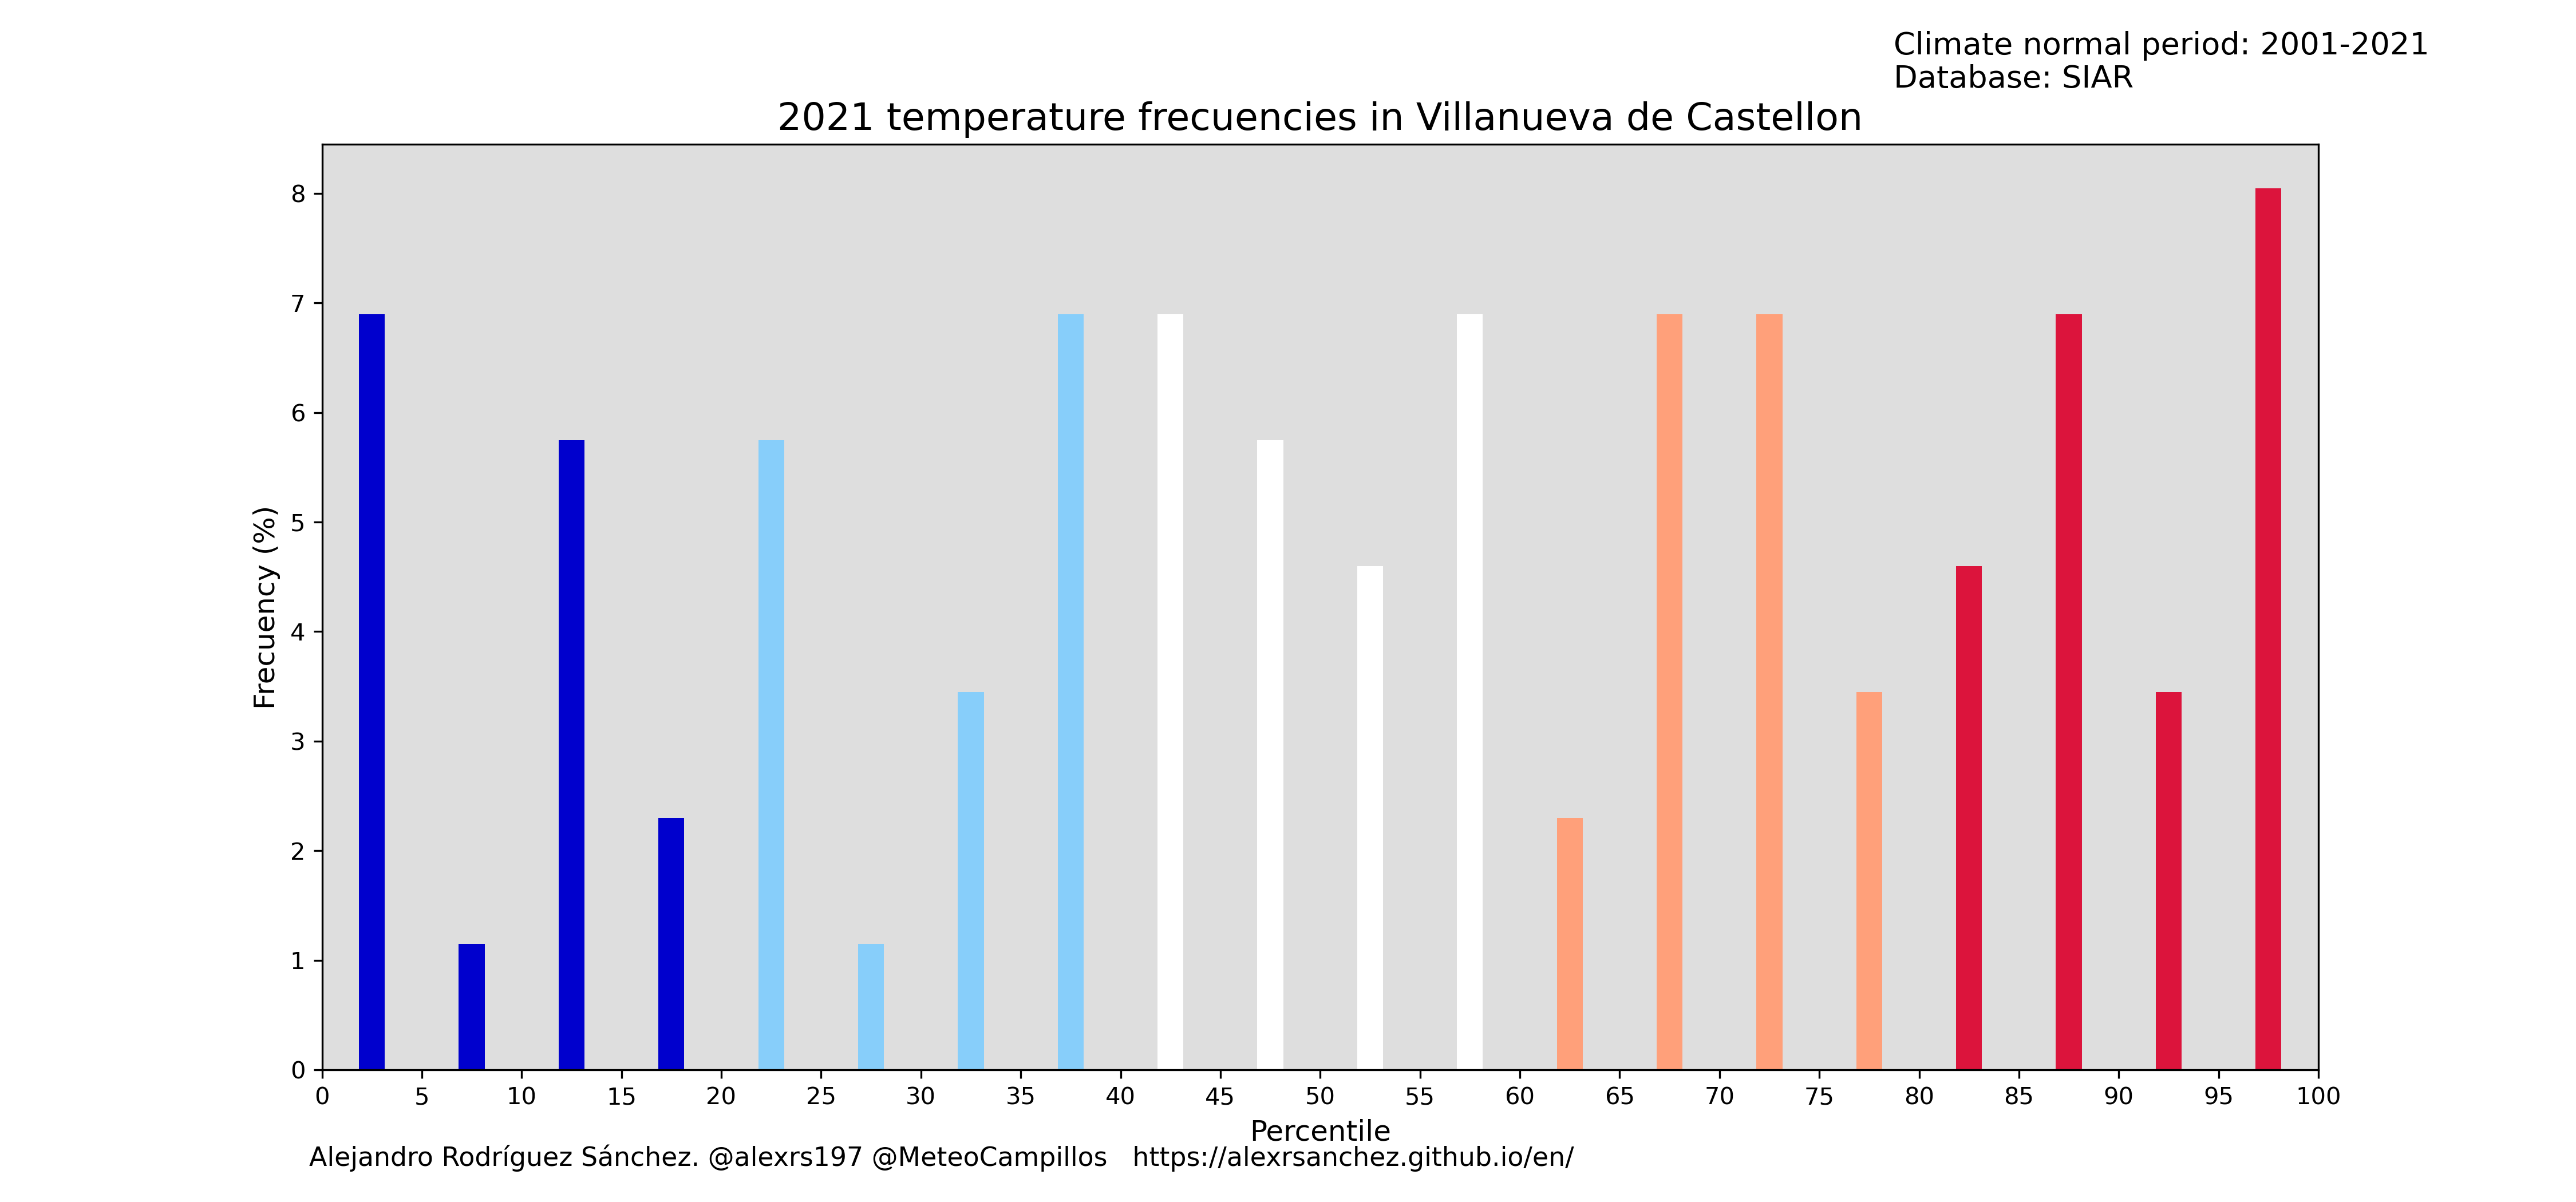 Climate normal period: 2001-2021
Database: SIAR
2021 temperature frecuencies in Villanueva de Castellon
8
7
6
5
4
3
2
1
0
Frecuency (%)
0 5 10 15 20 25 30 35 40 45 50 55 60 65 70 75 80 85 90 95 100
Percentile
Alejandro Rodríguez Sánchez. @alexrs197 @MeteoCampillos https://alexrsanchez.github.io/en/